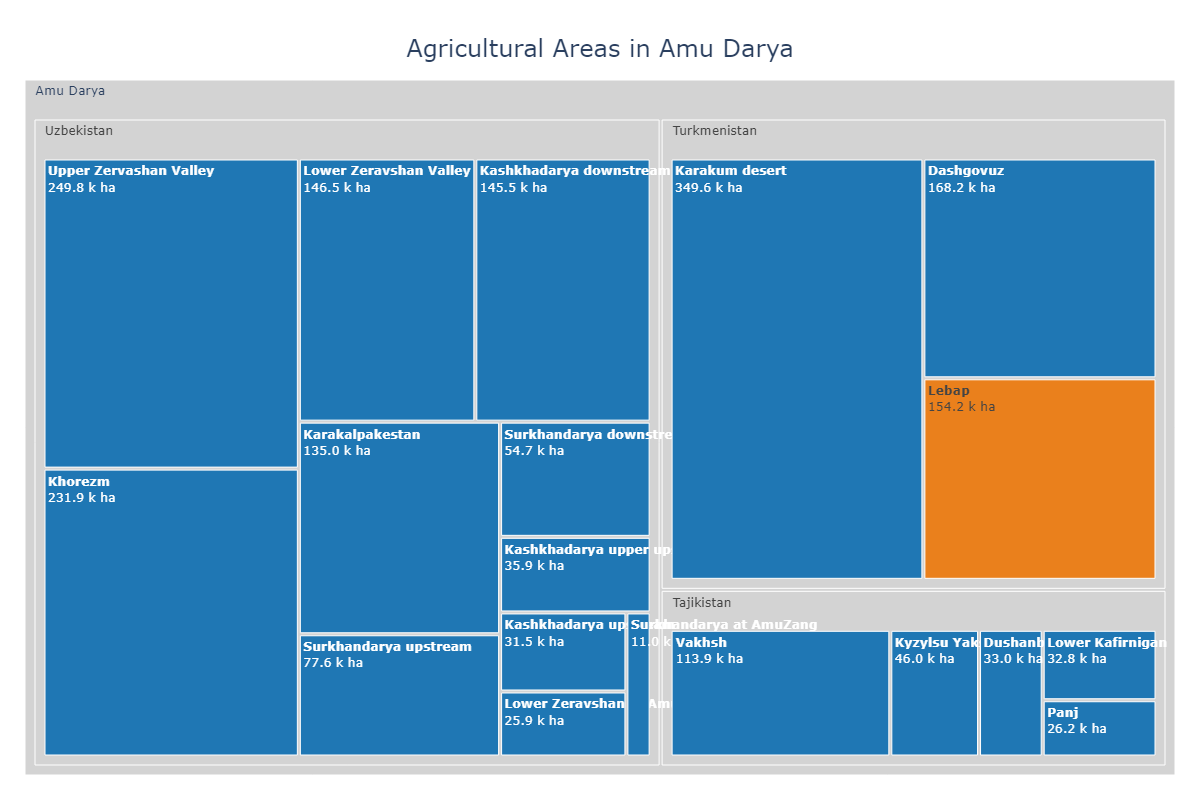 Agricultural Areas in Amu Darya
Amu Darya
Uzbekistan
Upper Zervashan Valley
249.8 k ha
Lower Zeravshan Valley
146.5 k ha
Kashkhadarya downstream
145.5 k ha
Khorezm
231.9 k ha
Karakalpakestan
135.0 k ha
Surkhandarya upstream
77.6 k ha
Surkhandarya downstre
54.7 k ha
Kashkhadarya upper up
35.9 k ha
Kashkhadarya up
31.5 k ha
Lower Zeravshan Am
25.9 k ha
Surkhandarya at AmuZang
11.0 k
Turkmenistan
Karakum desert
349.6 k ha
Dashgovuz
168.2 k ha
Lebap
154.2 k ha
Tajikistan
Vakhsh
113.9 k ha
Kyzylsu Yak
46.0 k ha
Dushanb
33.0 k ha
Lower Kafirnigan
32.8 k ha
Panj
26.2 k ha